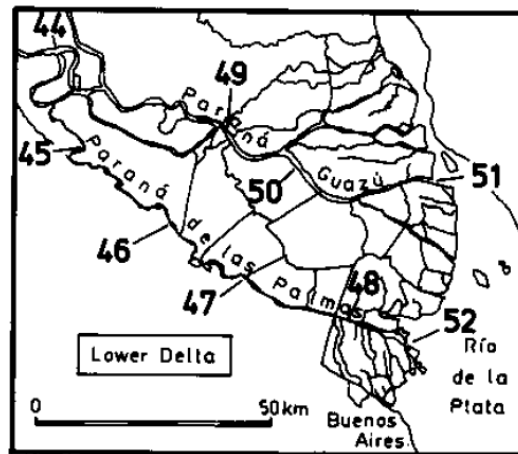 44
49
Paraná
45
Paraná de las Palmas
50
Guazú
51
46
47
48
52
Lower Delta
Río
de la
Plata
0 50km
Buenos
Aires